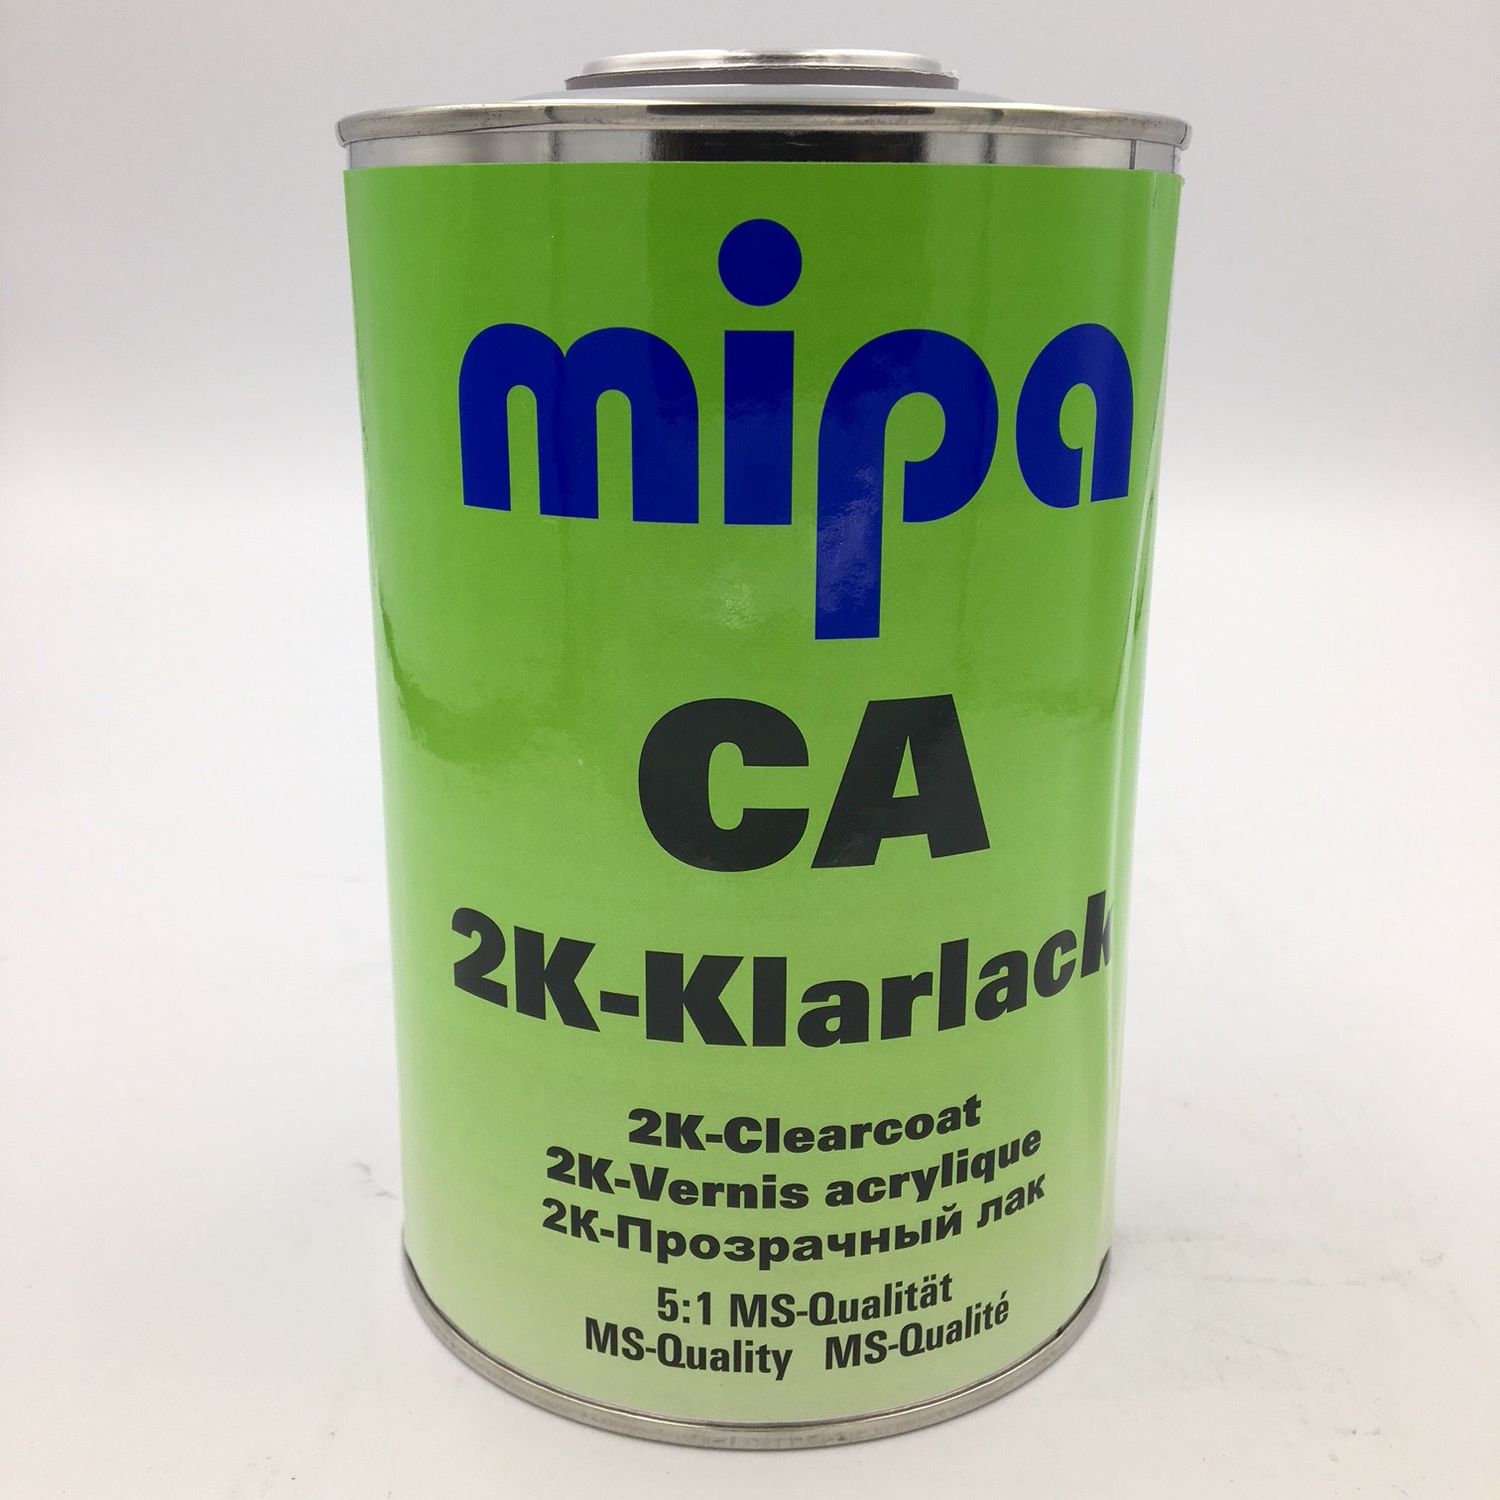 mipa
CA
2K-Klarlack
2K-Clearcoat
2K-Vernis acrylique
2K-Прозрачный лак
5:1 MS-Qualität
MS-Quality MS-Qualité